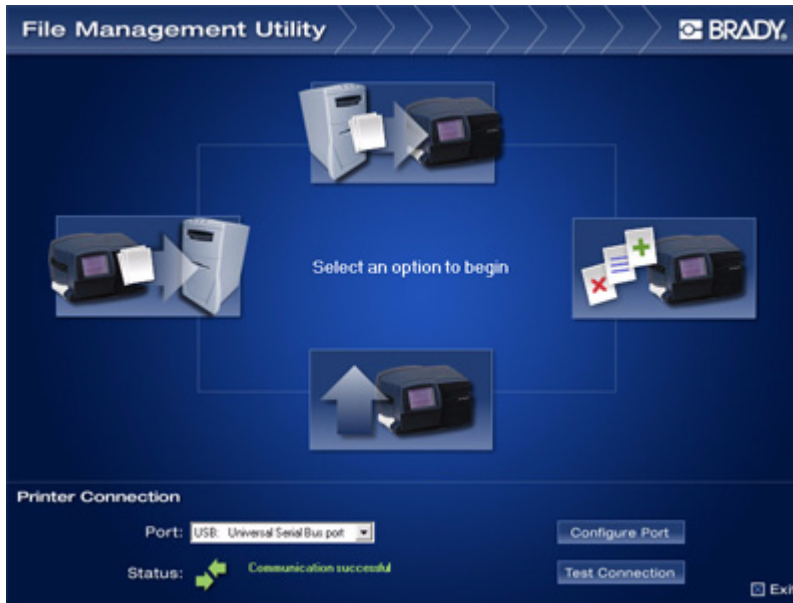 File Management Utility
BRADY.
Select an option to begin
Printer Connection
Port: USB: Universal Serial Bus port
Configure Port
Status: Communication successful
Test Connection
Exit